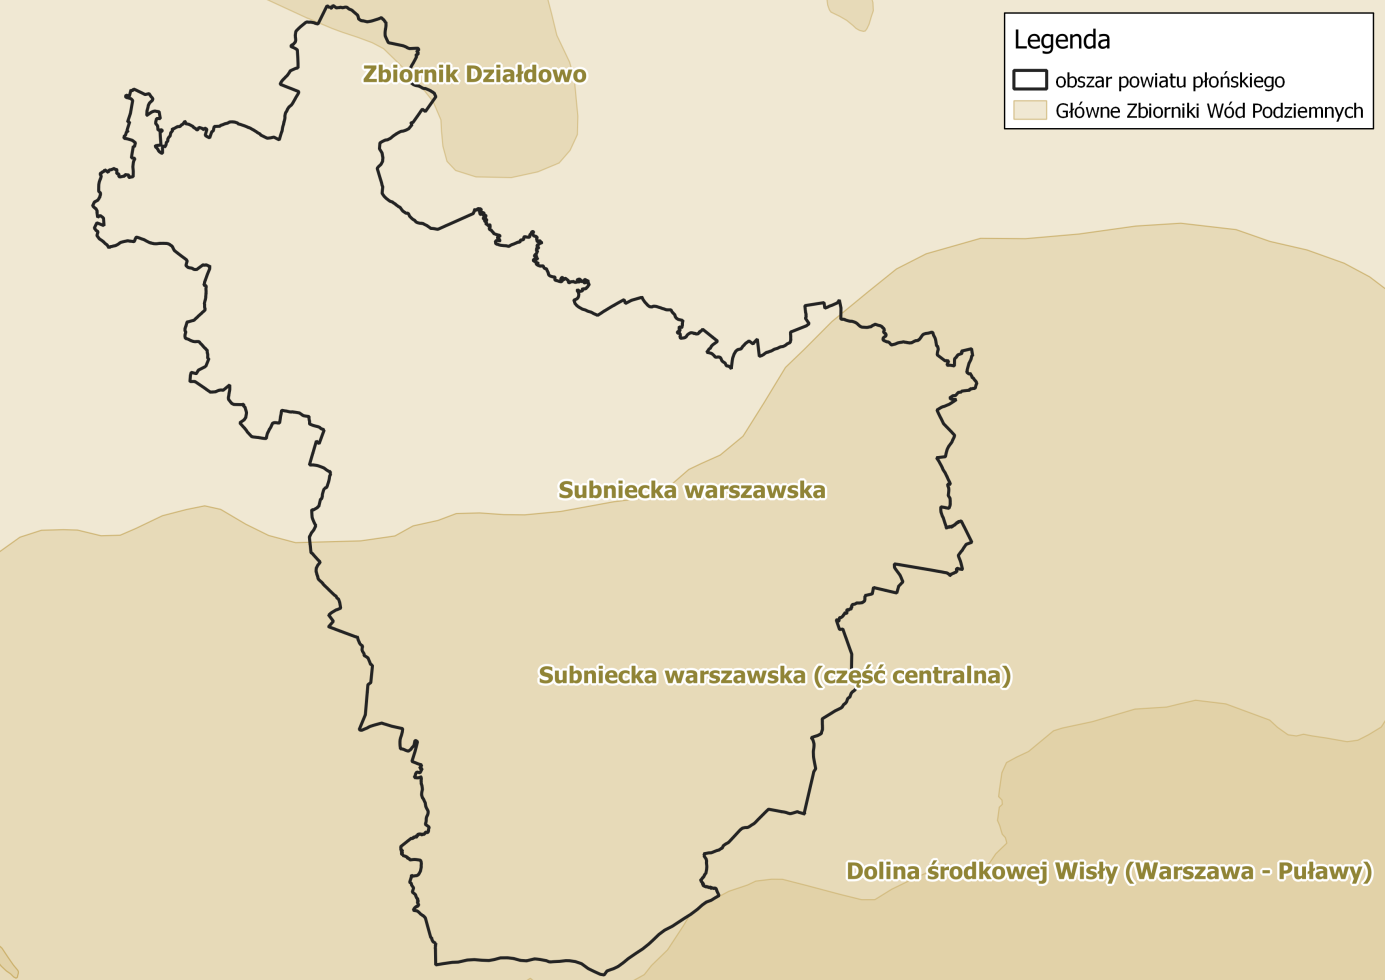 Legenda
obszar powiatu płońskiego
Główne Zbiorniki Wód Podziemnych
Zbiornik Działdowo
Subniecka warszawska
Subniecka warszawska (część centralna)
Dolina środkowej Wisły (Warszawa - Puławy)